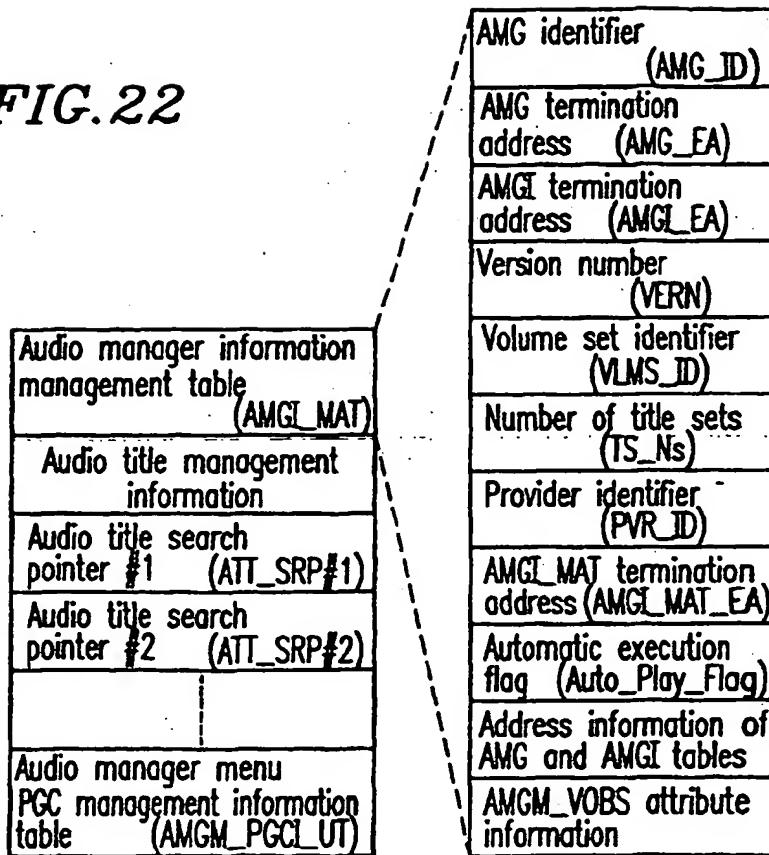 FIG.22
Audio manager information
management table
(AMGI_MAT)
Audio title management
information
Audio title search
pointer #1 (ATT_SRP#1)
Audio title search
pointer #2 (ATT_SRP#2)
Audio manager menu
PGC management information
table (AMGM_PGCI_UT)
AMG identifier
(AMG_ID)
AMG termination
address (AMG_EA)
AMGI termination
address (AMGI_EA)
Version number
(VERN)
Volume set identifier
(VLMS_ID)
Number of title sets
(TS_Ns)
Provider identifier
(PVR_ID)
AMGI_MAT termination
address (AMGI_MAT_EA)
Automatic execution
flag (Auto_Play_Flag)
Address information of
AMG and AMGI tables
AMGM_VOBS attribute
information